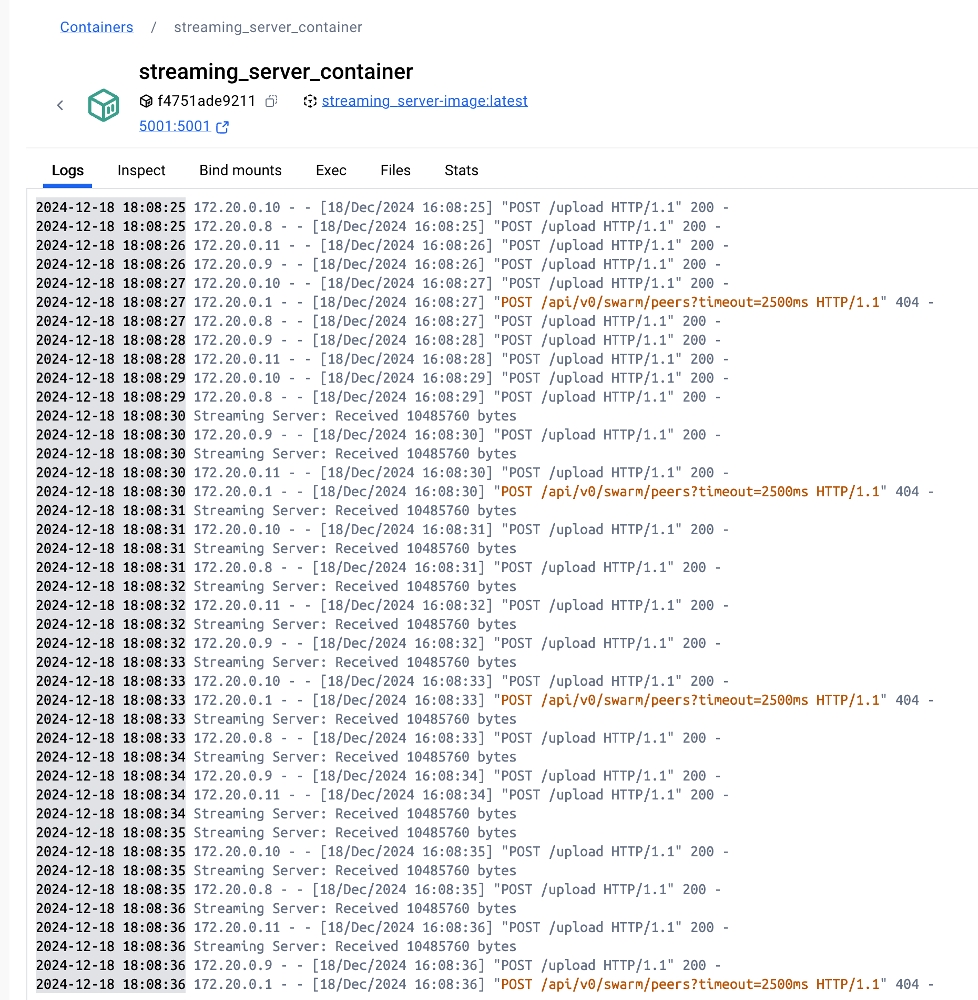 Containers / streaming_server_container
streaming_server_container
f4751ade9211 streaming_server-image:latest
5001:5001
Logs Inspect Bind mounts Exec Files Stats
2024-12-18 18:08:25 172.20.0.10 - - [18/Dec/2024 16:08:25] "POST /upload HTTP/1.1" 200 -
2024-12-18 18:08:25 172.20.0.8 - - [18/Dec/2024 16:08:25] "POST /upload HTTP/1.1" 200 -
2024-12-18 18:08:26 172.20.0.11 - - [18/Dec/2024 16:08:26] "POST /upload HTTP/1.1" 200 -
2024-12-18 18:08:26 172.20.0.9 - - [18/Dec/2024 16:08:26] "POST /upload HTTP/1.1" 200 -
2024-12-18 18:08:27 172.20.0.10 - - [18/Dec/2024 16:08:27] "POST /upload HTTP/1.1" 200 -
2024-12-18 18:08:27 172.20.0.1 - - [18/Dec/2024 16:08:27] "POST /api/v0/swarm/peers?timeout=2500ms HTTP/1.1" 404 -
2024-12-18 18:08:27 172.20.0.8 - - [18/Dec/2024 16:08:27] "POST /upload HTTP/1.1" 200 -
2024-12-18 18:08:28 172.20.0.9 - - [18/Dec/2024 16:08:28] "POST /upload HTTP/1.1" 200 -
2024-12-18 18:08:28 172.20.0.11 - - [18/Dec/2024 16:08:28] "POST /upload HTTP/1.1" 200 -
2024-12-18 18:08:29 172.20.0.10 - - [18/Dec/2024 16:08:29] "POST /upload HTTP/1.1" 200 -
2024-12-18 18:08:29 172.20.0.8 - - [18/Dec/2024 16:08:29] "POST /upload HTTP/1.1" 200 -
2024-12-18 18:08:30 Streaming Server: Received 10485760 bytes
2024-12-18 18:08:30 172.20.0.9 - - [18/Dec/2024 16:08:30] "POST /upload HTTP/1.1" 200 -
2024-12-18 18:08:30 Streaming Server: Received 10485760 bytes
2024-12-18 18:08:30 172.20.0.11 - - [18/Dec/2024 16:08:30] "POST /upload HTTP/1.1" 200 -
2024-12-18 18:08:30 172.20.0.1 - - [18/Dec/2024 16:08:30] "POST /api/v0/swarm/peers?timeout=2500ms HTTP/1.1" 404 -
2024-12-18 18:08:31 Streaming Server: Received 10485760 bytes
2024-12-18 18:08:31 172.20.0.10 - - [18/Dec/2024 16:08:31] "POST /upload HTTP/1.1" 200 -
2024-12-18 18:08:31 Streaming Server: Received 10485760 bytes
2024-12-18 18:08:31 172.20.0.8 - - [18/Dec/2024 16:08:31] "POST /upload HTTP/1.1" 200 -
2024-12-18 18:08:32 Streaming Server: Received 10485760 bytes
2024-12-18 18:08:32 172.20.0.11 - - [18/Dec/2024 16:08:32] "POST /upload HTTP/1.1" 200 -
2024-12-18 18:08:32 Streaming Server: Received 10485760 bytes
2024-12-18 18:08:32 172.20.0.9 - - [18/Dec/2024 16:08:32] "POST /upload HTTP/1.1" 200 -
2024-12-18 18:08:33 Streaming Server: Received 10485760 bytes
2024-12-18 18:08:33 172.20.0.10 - - [18/Dec/2024 16:08:33] "POST /upload HTTP/1.1" 200 -
2024-12-18 18:08:33 172.20.0.1 - - [18/Dec/2024 16:08:33] "POST /api/v0/swarm/peers?timeout=2500ms HTTP/1.1" 404 -
2024-12-18 18:08:33 Streaming Server: Received 10485760 bytes
2024-12-18 18:08:33 172.20.0.8 - - [18/Dec/2024 16:08:33] "POST /upload HTTP/1.1" 200 -
2024-12-18 18:08:34 Streaming Server: Received 10485760 bytes
2024-12-18 18:08:34 172.20.0.9 - - [18/Dec/2024 16:08:34] "POST /upload HTTP/1.1" 200 -
2024-12-18 18:08:34 172.20.0.11 - - [18/Dec/2024 16:08:34] "POST /upload HTTP/1.1" 200 -
2024-12-18 18:08:34 Streaming Server: Received 10485760 bytes
2024-12-18 18:08:35 Streaming Server: Received 10485760 bytes
2024-12-18 18:08:35 172.20.0.10 - - [18/Dec/2024 16:08:35] "POST /upload HTTP/1.1" 200 -
2024-12-18 18:08:35 Streaming Server: Received 10485760 bytes
2024-12-18 18:08:35 172.20.0.8 - - [18/Dec/2024 16:08:35] "POST /upload HTTP/1.1" 200 -
2024-12-18 18:08:36 Streaming Server: Received 10485760 bytes
2024-12-18 18:08:36 172.20.0.11 - - [18/Dec/2024 16:08:36] "POST /upload HTTP/1.1" 200 -
2024-12-18 18:08:36 Streaming Server: Received 10485760 bytes
2024-12-18 18:08:36 172.20.0.9 - - [18/Dec/2024 16:08:36] "POST /upload HTTP/1.1" 200 -
2024-12-18 18:08:36 172.20.0.1 - - [18/Dec/2024 16:08:36] "POST /api/v0/swarm/peers?timeout=2500ms HTTP/1.1" 404 -